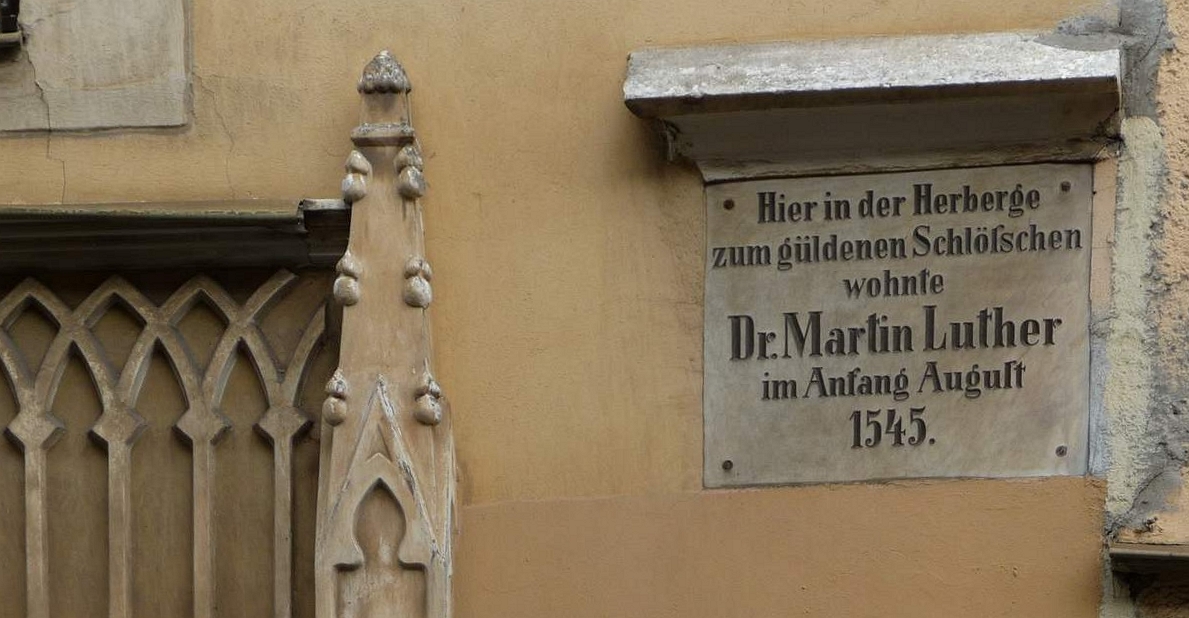 Hier in der Herberge
zum güldenen Schlöſschen
wohnte
Dr. Martin Luther
im Anfang Auguſt
1545.